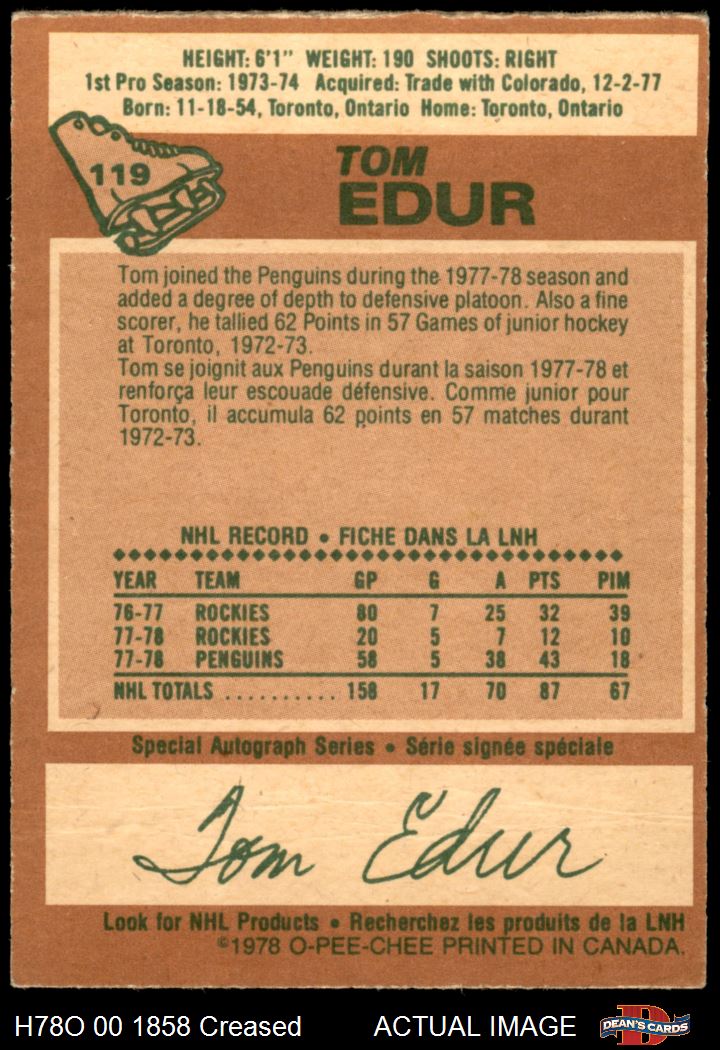 HEIGHT: 6'1" WEIGHT: 190 SHOOTS: RIGHT
1st Pro Season: 1973-74 Acquired: Trade with Colorado, 12-2-77
Born: 11-18-54, Toronto, Ontario Home: Toronto, Ontario
119
TOM
EDUR
Tom joined the Penguins during the 1977-78 season and
added a degree of depth to defensive platoon. Also a fine
scorer, he tallied 62 Points in 57 Games of junior hockey
at Toronto, 1972-73.
Tom se joignit aux Penguins durant la saison 1977-78 et
renforça leur escouade défensive. Comme junior pour
Toronto, il accumula 62 points en 57 matches durant
1972-73.
NHL RECORD • FICHE DANS LA LNH
YEAR TEAM GP G A PTS PIM
76-77 ROCKIES 80 7 25 32 39
77-78 ROCKIES 20 5 7 12 10
77-78 PENGUINS 58 5 38 43 18
NHL TOTALS .......... 158 17 70 87 67
Special Autograph Series • Série signée spéciale
Tom Edur
Look for NHL Products • Recherchez les produits de la LNH
©1978 O-PEE-CHEE PRINTED IN CANADA.
H78O 00 1858 Creased ACTUAL IMAGE DEAN'S CARDS